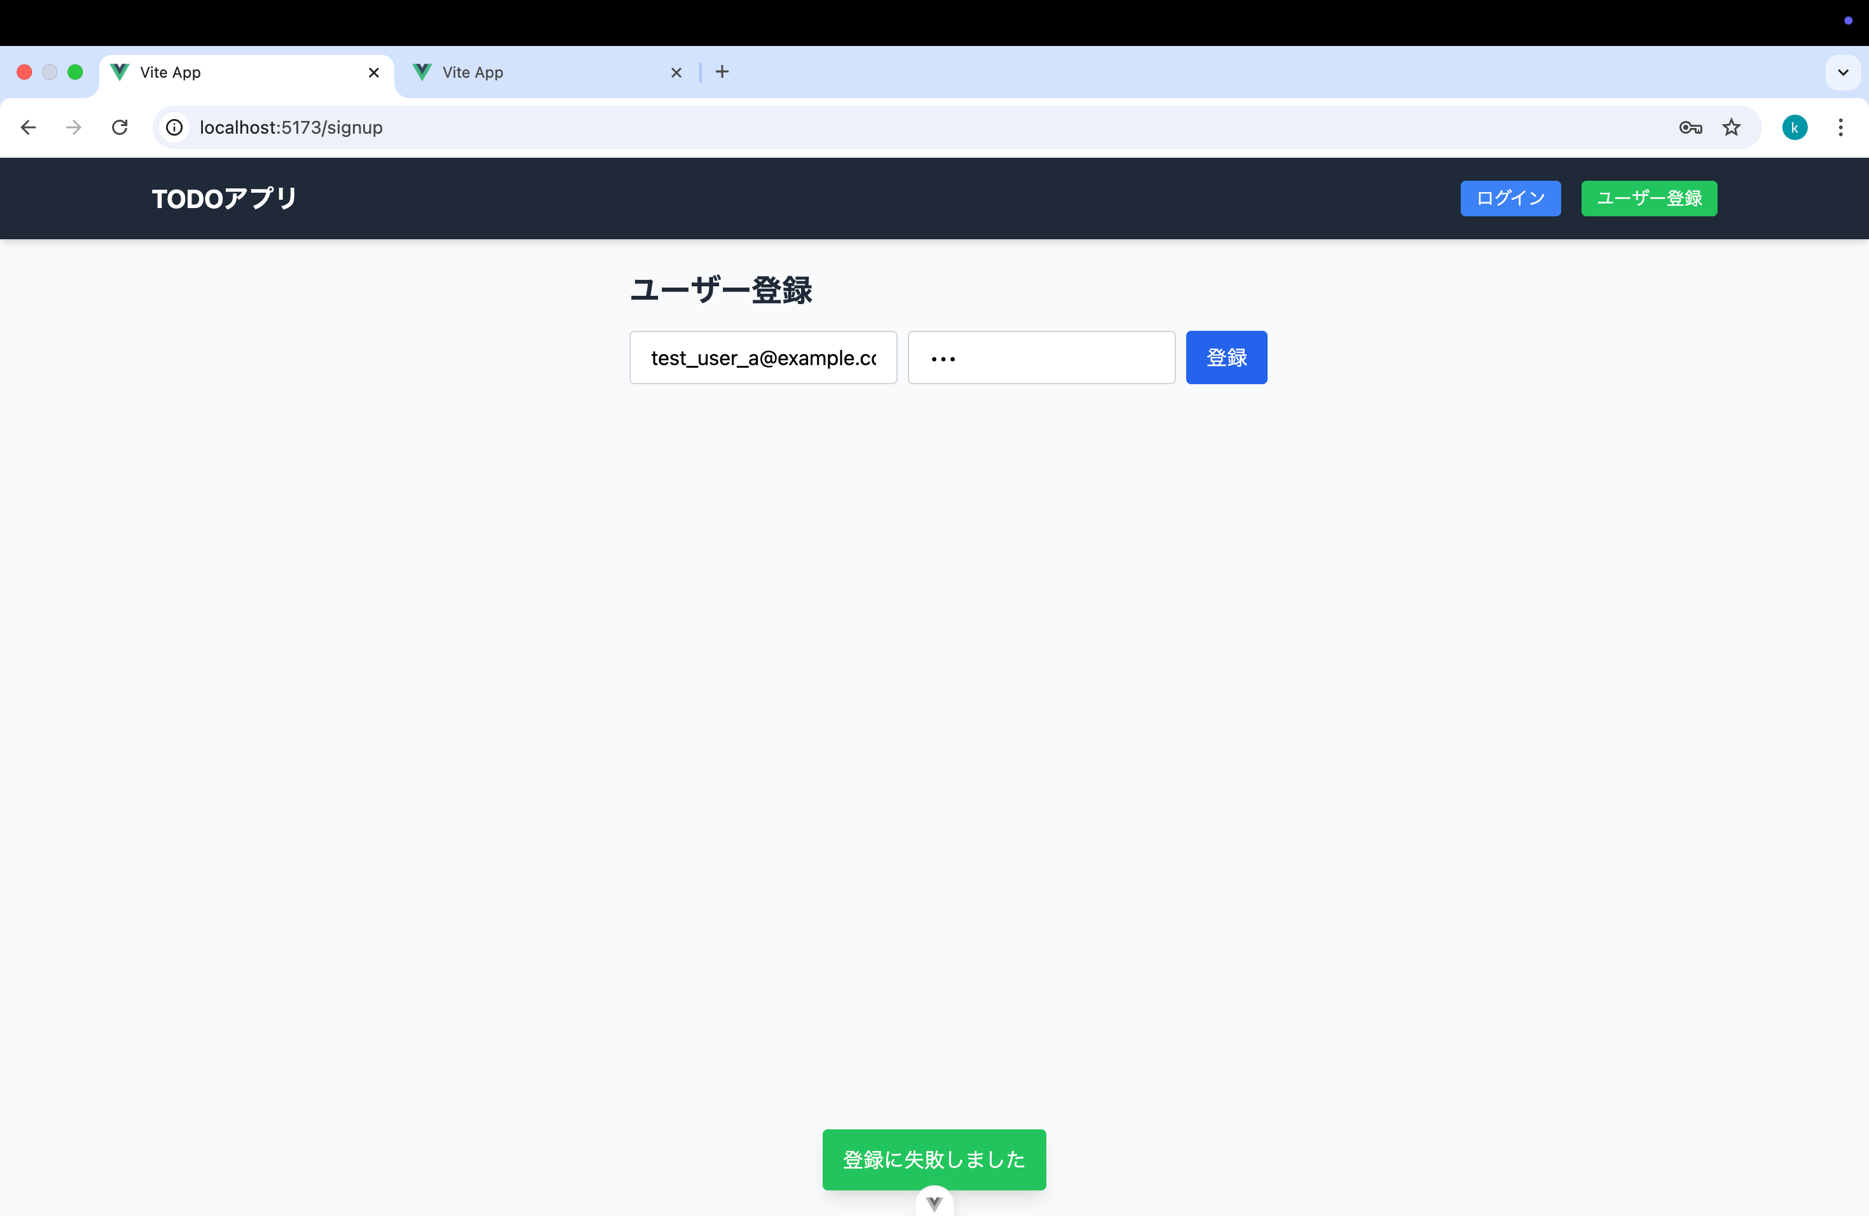 Vite App
Vite App
localhost:5173/signup
k
TODOアプリ
ログイン
ユーザー登録
ユーザー登録
test_user_a@example.co
登録
登録に失敗しました